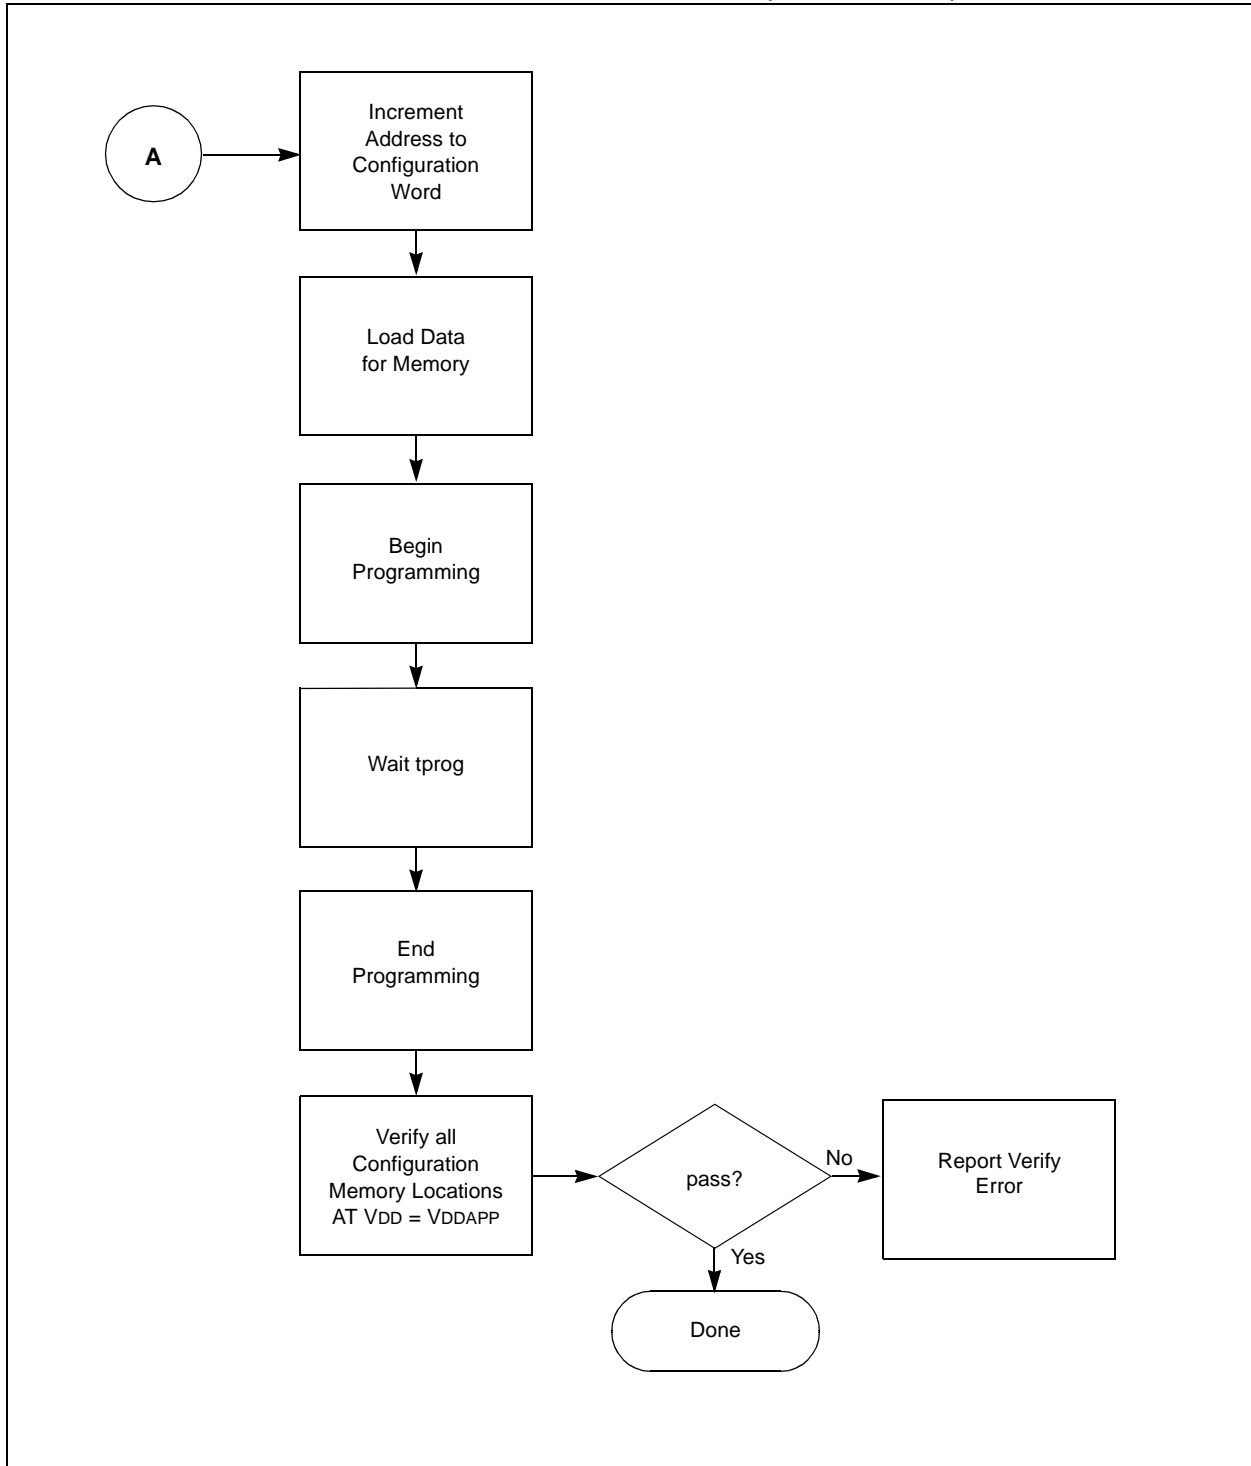 A
Increment
Address to
Configuration
Word
Load Data
for Memory
Begin
Programming
Wait tprog
End
Programming
Verify all
Configuration
Memory Locations
AT VDD = VDDAPP
pass?
No
Report Verify
Error
Yes
Done